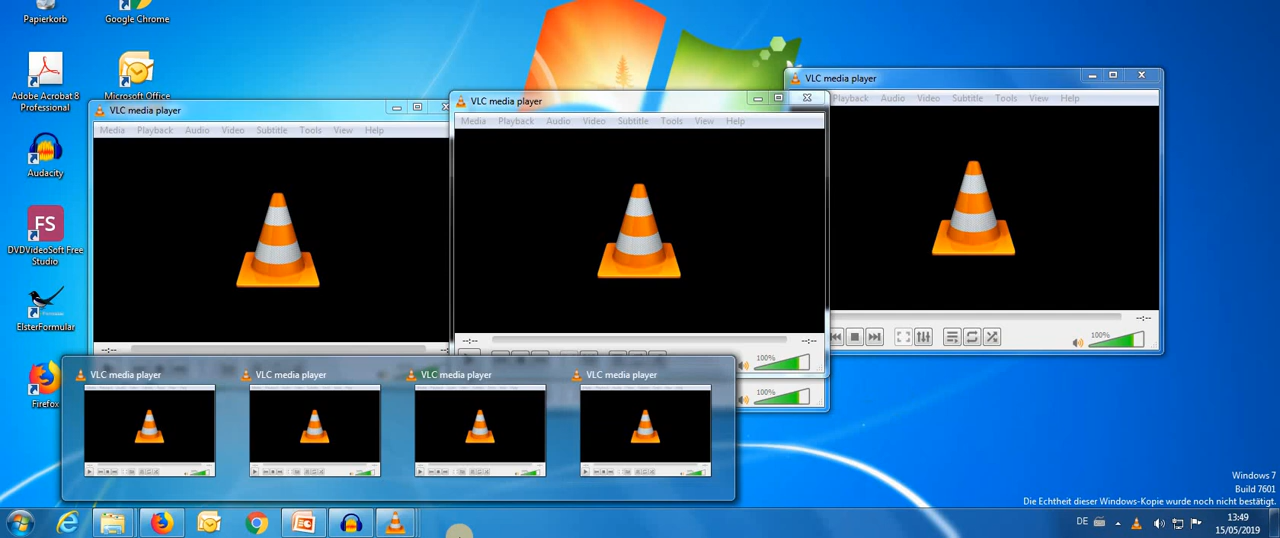 Papierkorb
Google Chrome
Adobe Acrobat 8
Professional
Microsoft Office
Audacity
FS
DVDVideoSoft Free
Studio
ElsterFormular
Firefox
VLC media player
Media Playback Audio Video Subtitle Tools View Help
--:--
VLC media player
Media Playback Audio Video Subtitle Tools View Help
--:-- --:--
100%
100%
VLC media player
Playback Audio Video Subtitle Tools View Help
--:--
100%
VLC media player
VLC media player
VLC media player
VLC media player
Windows 7
Build 7601
Die Echtheit dieser Windows-Kopie wurde noch nicht bestätigt.
DE
13:49
15/05/2019